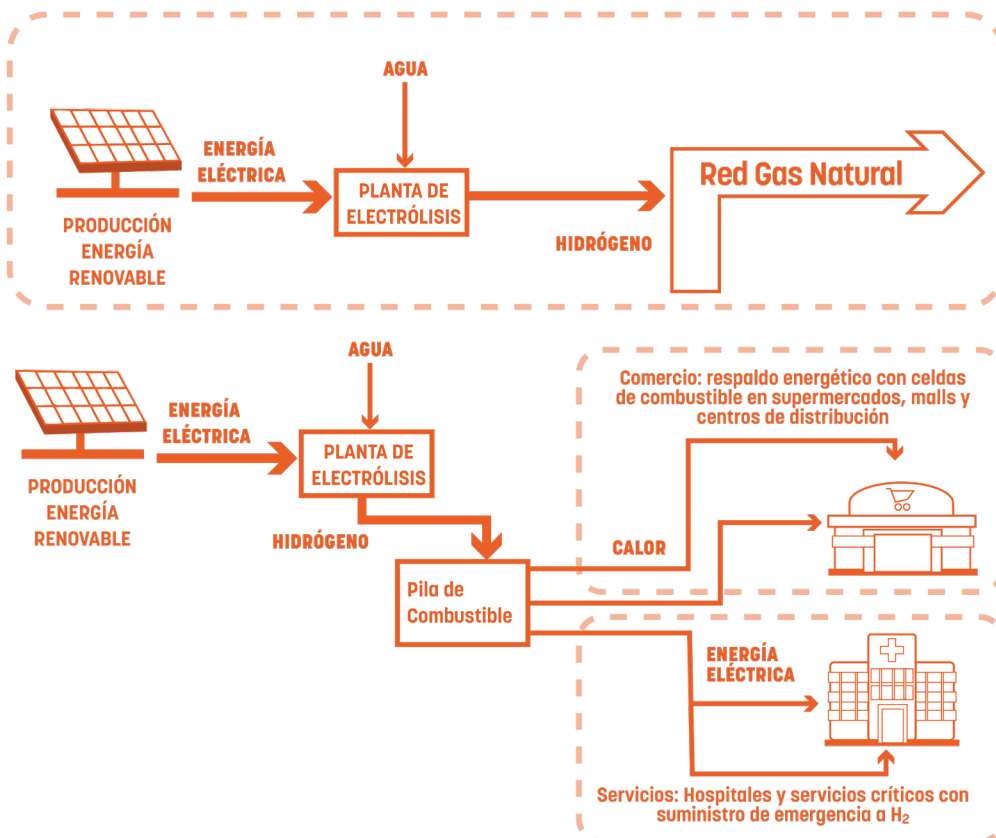 AGUA
ENERGÍA
ELÉCTRICA
PLANTA DE
ELECTRÓLISIS
Red Gas Natural
HIDRÓGENO
PRODUCCIÓN
ENERGÍA
RENOVABLE
AGUA
ENERGÍA
ELÉCTRICA
PLANTA DE
ELECTRÓLISIS
PRODUCCIÓN
ENERGÍA
RENOVABLE
HIDRÓGENO
Pila de
Combustible
Comercio: respaldo energético con celdas
de combustible en supermercados, malls y
centros de distribución
CALOR
ENERGÍA
ELÉCTRICA
Servicios: Hospitales y servicios críticos con
suministro de emergencia a H₂